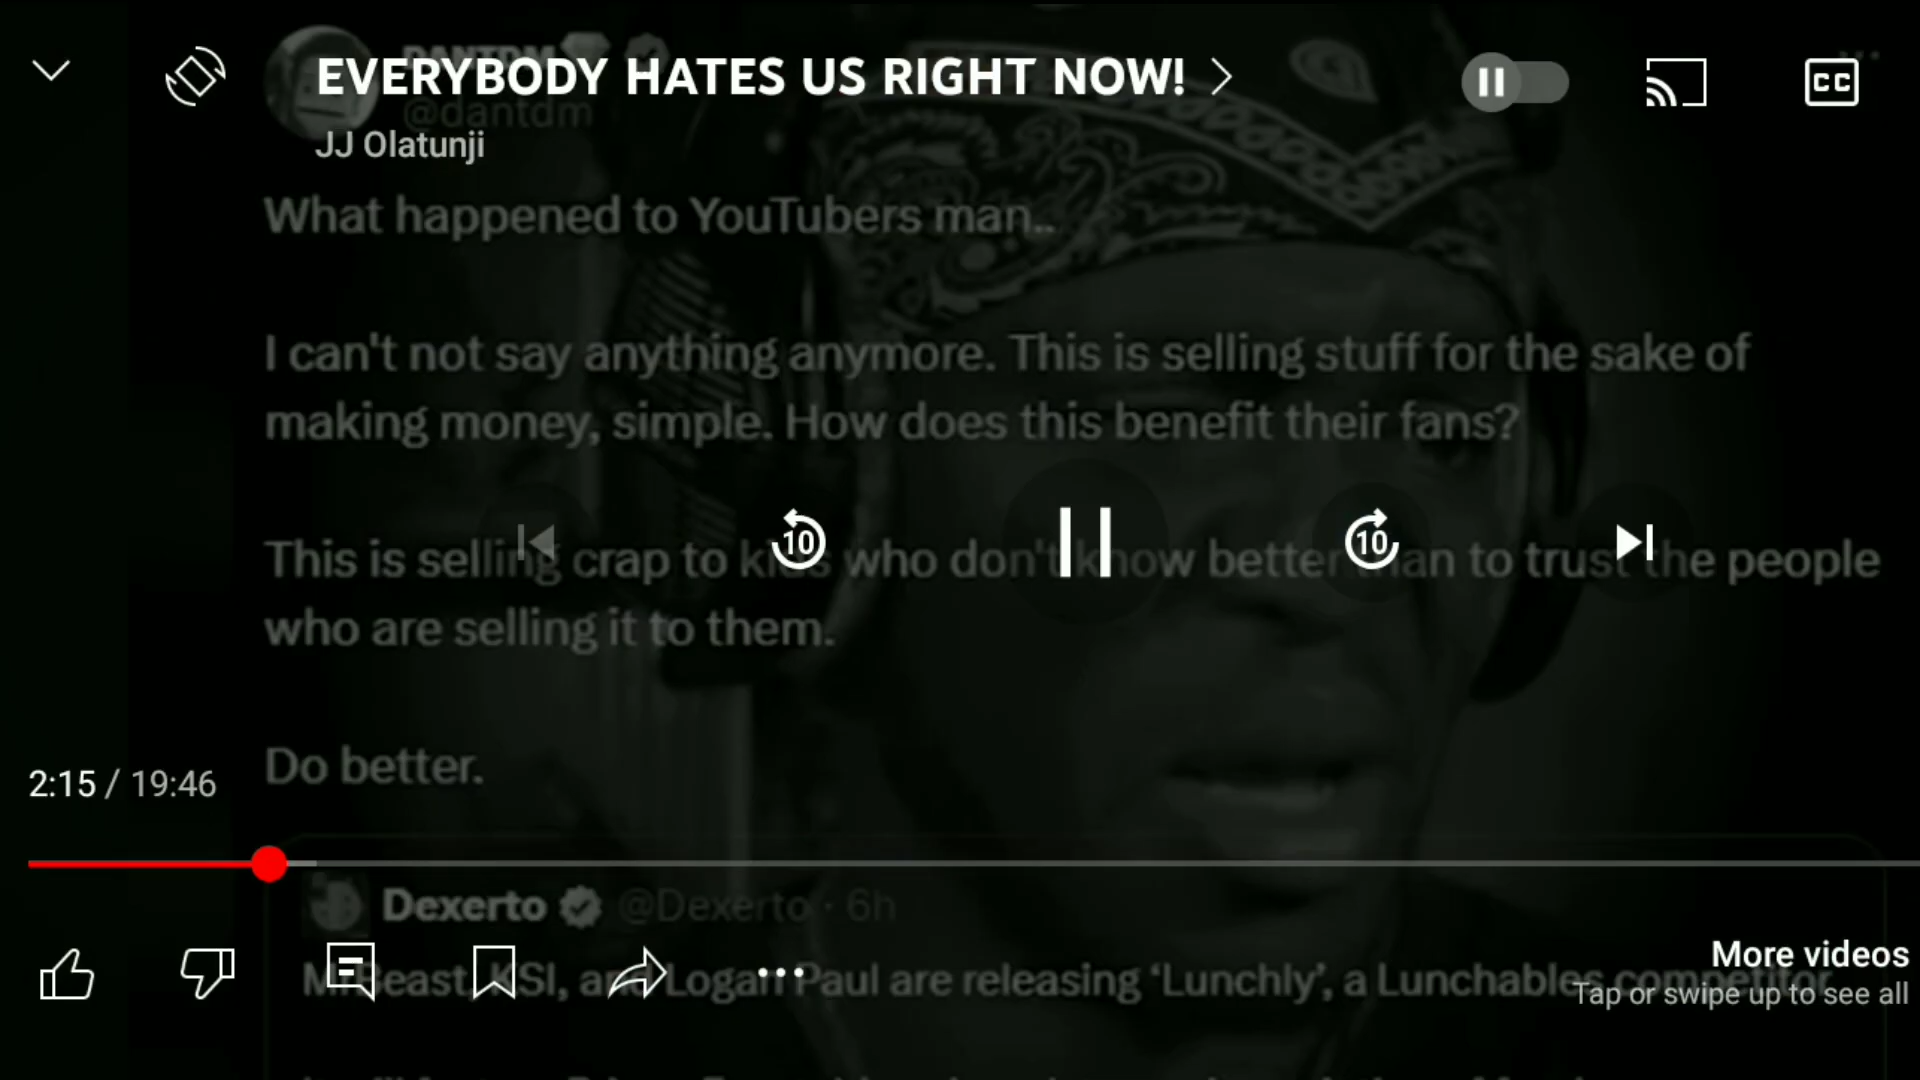 EVERYBODY HATES US RIGHT NOW!
DANTDM
@dantdm
JJ Olatunji
CC
What happened to YouTubers man..
I can't not say anything anymore. This is selling stuff for the sake of
making money, simple. How does this benefit their fans?
10
10
This is selling crap to kids who don't know better than to trust the people
who are selling it to them.
Do better.
2:15 / 19:46
Dexerto @Dexerto · 6h
MrBeast, KSI, and Logan Paul are releasing ‘Lunchly’, a Lunchables competitor
More videos
Tap or swipe up to see all